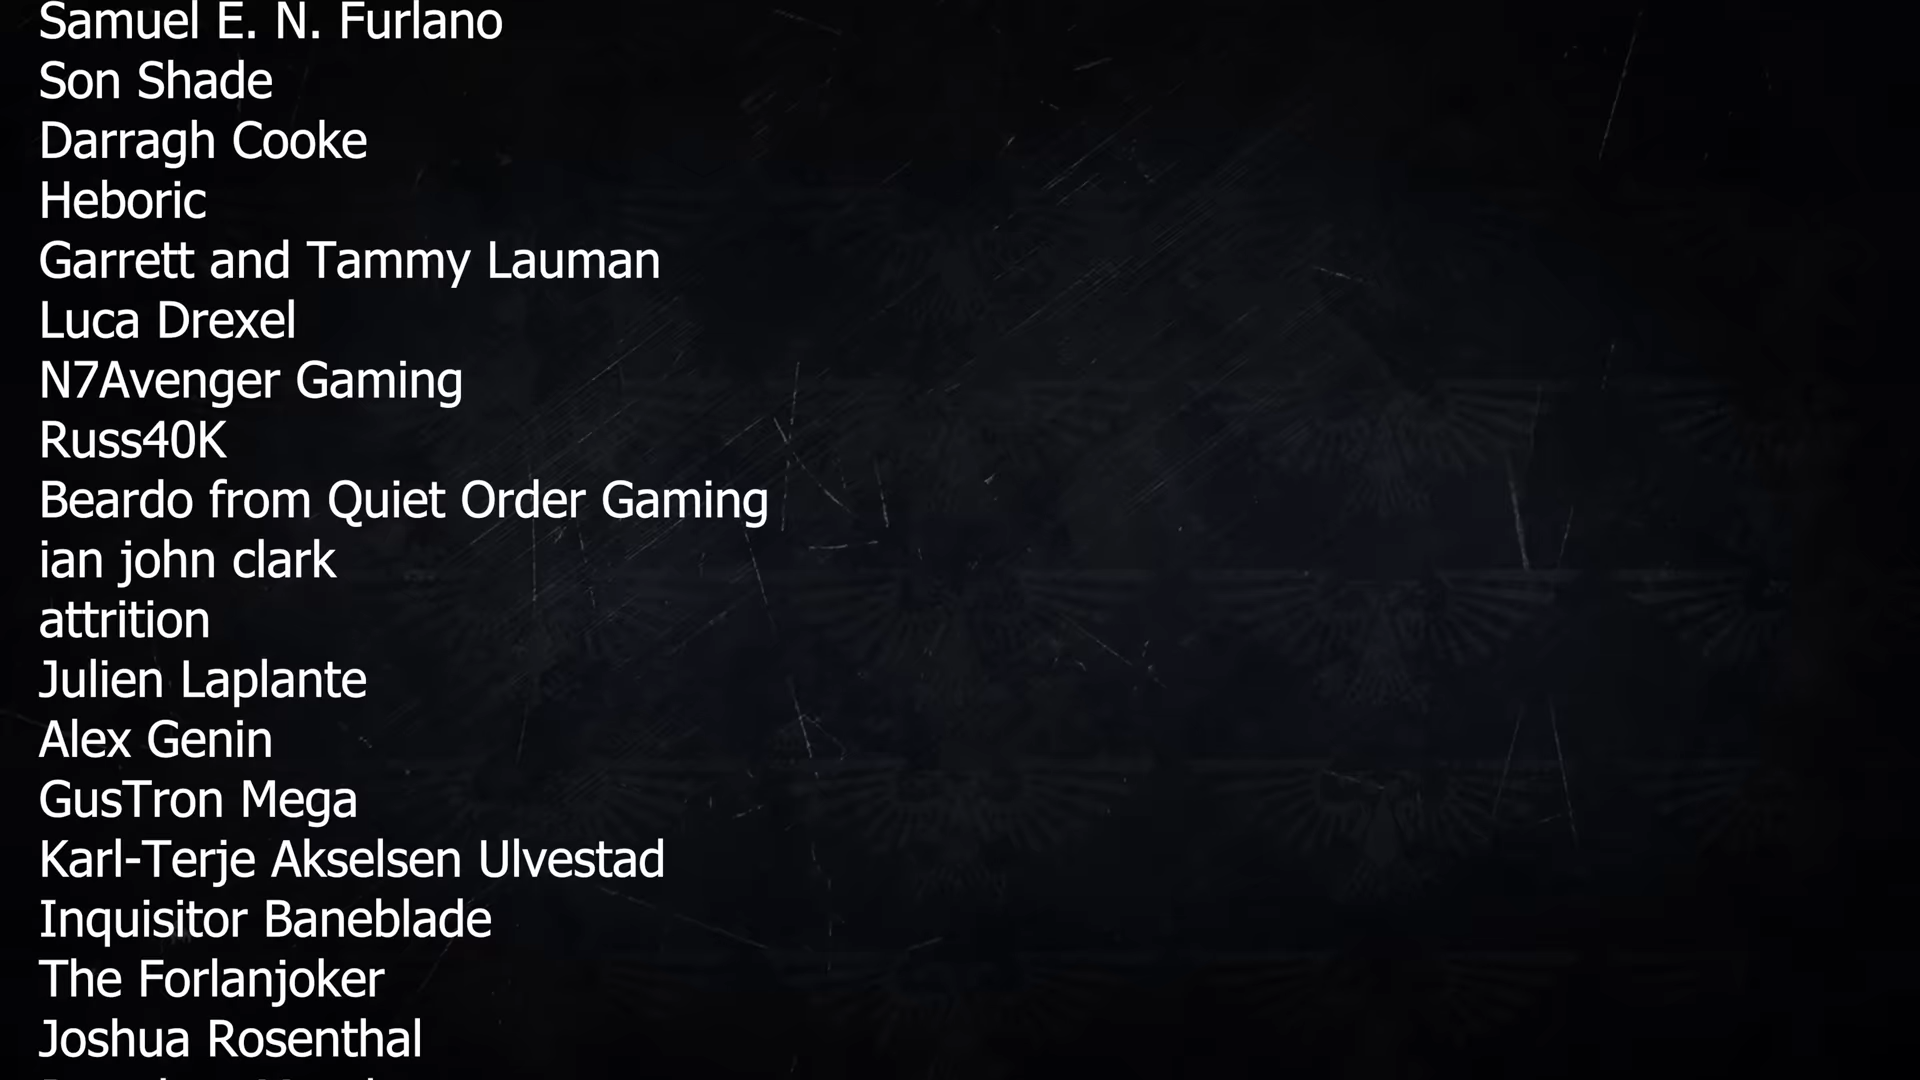 Samuel E. N. Furlano
Son Shade
Darragh Cooke
Heboric
Garrett and Tammy Lauman
Luca Drexel
N7Avenger Gaming
Russ40K
Beardo from Quiet Order Gaming
ian john clark
attrition
Julien Laplante
Alex Genin
GusTron Mega
Karl-Terje Akselsen Ulvestad
Inquisitor Baneblade
The Forlanjoker
Joshua Rosenthal